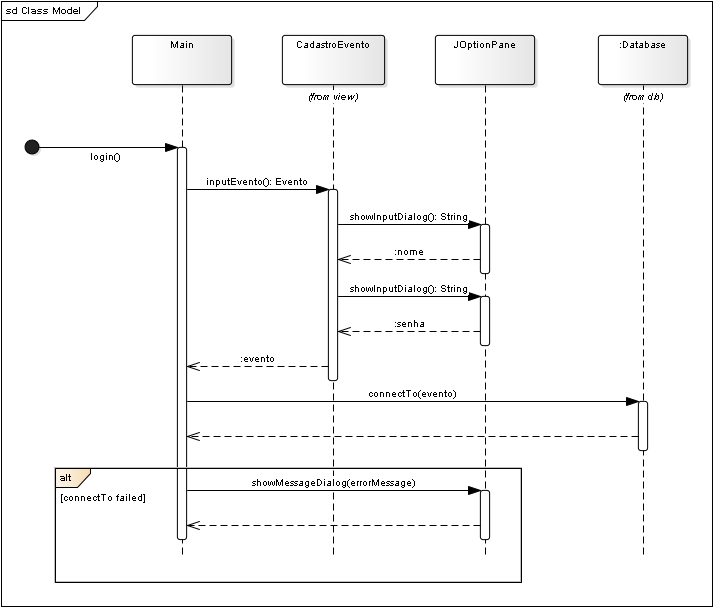 sd Class Model
Main
CadastroEvento
JOptionPane
:Database
(from view)
(from db)
login()
inputEvento(): Evento
showInputDialog(): String
:nome
showInputDialog(): String
:senha
:evento
connectTo(evento)
alt
showMessageDialog(errorMessage)
[connectTo failed]